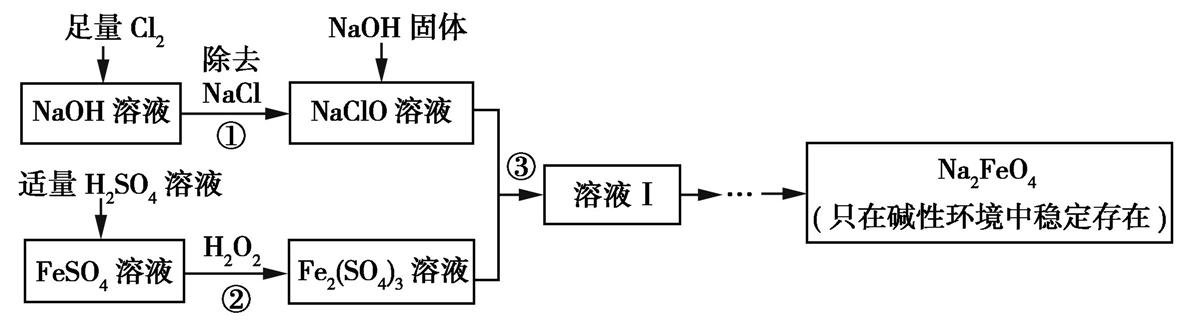 足量 Cl₂
NaOH 固体
除去
NaCl
NaOH 溶液
NaClO 溶液
①
③
适量 H₂SO₄ 溶液
溶液 Ⅰ
…
Na₂FeO₄
(只在碱性环境中稳定存在)
H₂O₂
FeSO₄ 溶液
Fe₂(SO₄)₃ 溶液
②